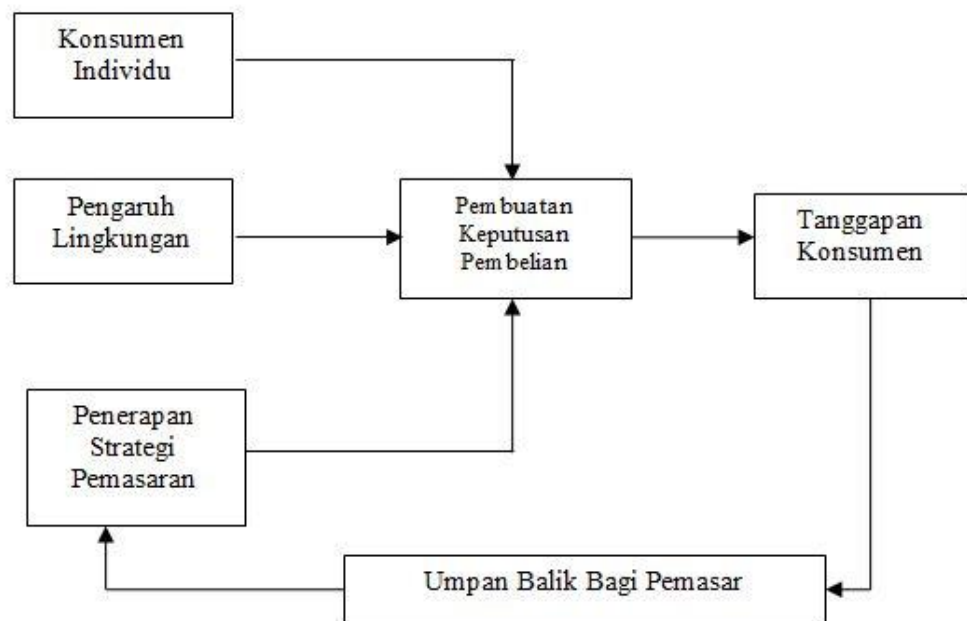 Konsumen
Individu
Pengaruh
Lingkungan
Pembuatan
Keputusan
Pembelian
Tanggapan
Konsumen
Penerapan
Strategi
Pemasaran
Umpan Balik Bagi Pemasar